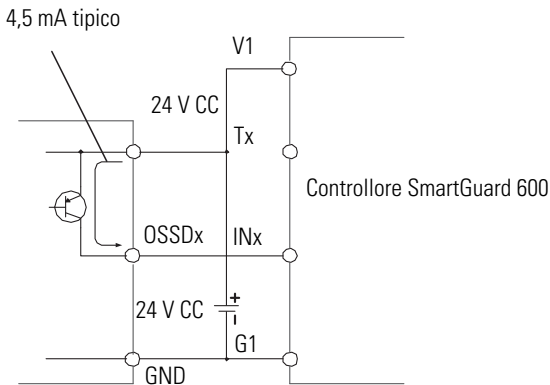 4,5 mA tipico
V1
24 V CC
Tx
Controllore SmartGuard 600
OSSDx
INx
24 V CC
+
G1
GND